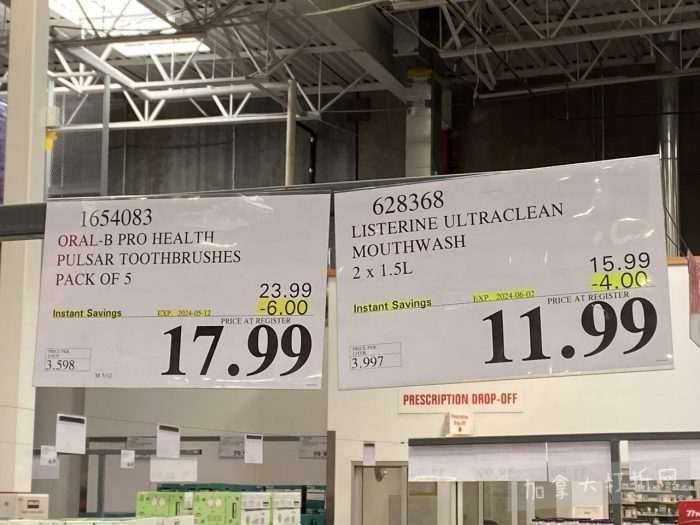 1654083
ORAL-B PRO HEALTH
PULSAR TOOTHBRUSHES
PACK OF 5
23.99
Instant Savings EXP. 2024-05-12 -6.00
PRICE AT REGISTER
17.99
3.598
628368
LISTERINE ULTRACLEAN
MOUTHWASH
2 x 1.5L
15.99
Instant Savings EXP. 2024-06-02 -4.00
PRICE AT REGISTER
11.99
3.997
PRESCRIPTION DROP-OFF
加拿大打折网